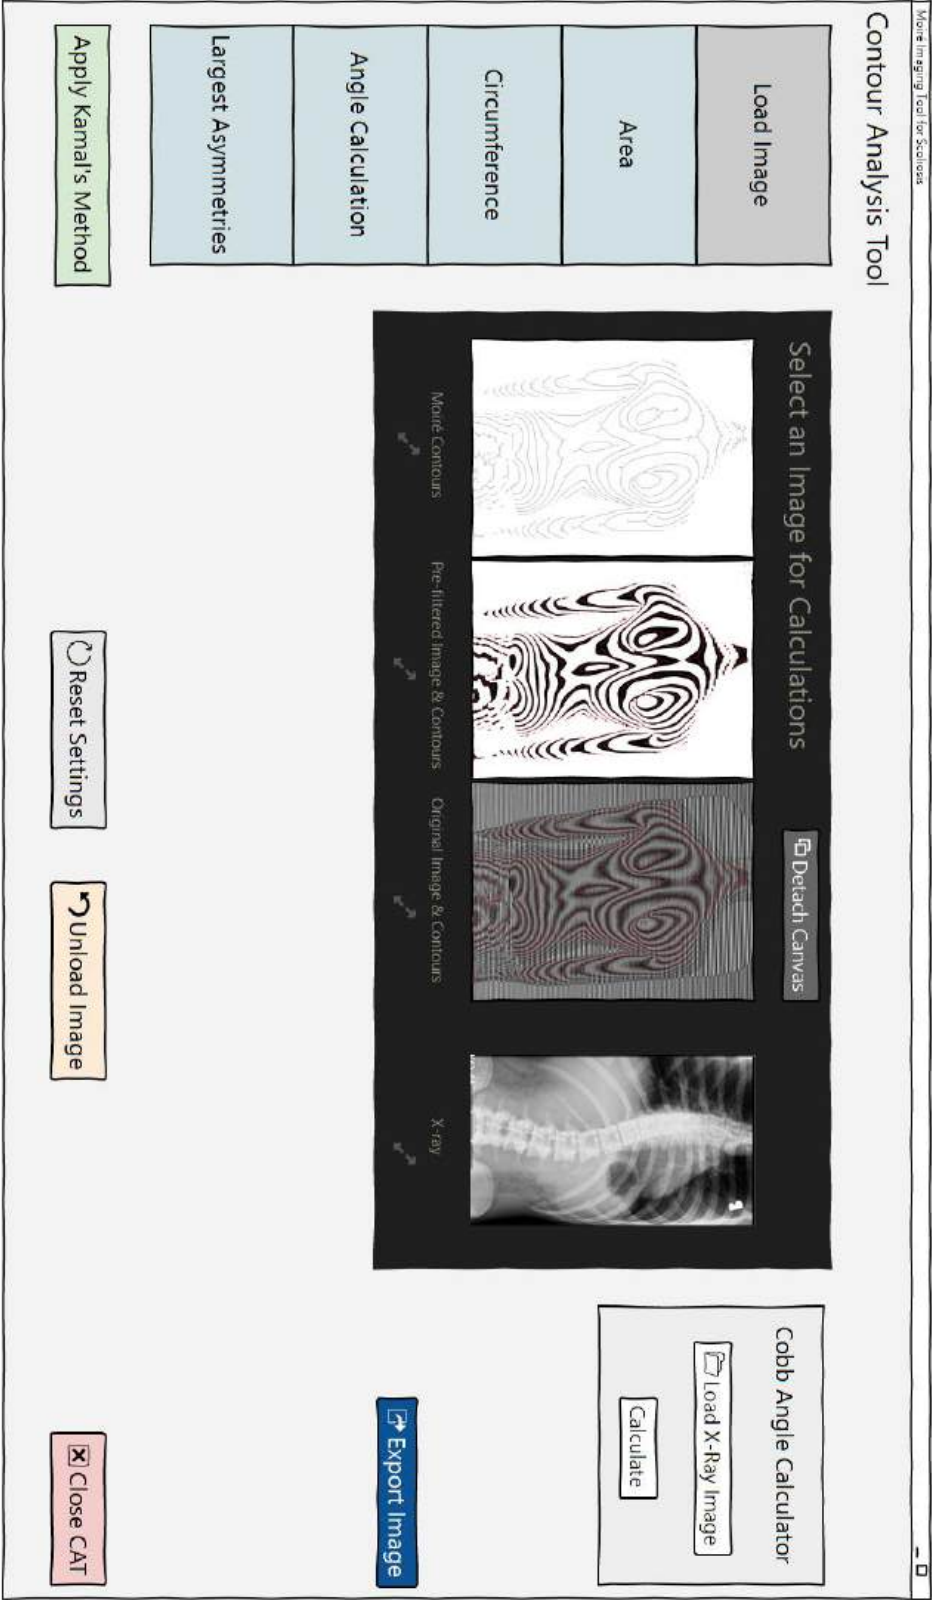 Moiré Imaging Tool for Scoliosis
Contour Analysis Tool
Load Image
Area
Circumference
Angle Calculation
Largest Asymmetries
Apply Kamal's Method
Select an Image for Calculations
Detach Canvas
Moiré Contours
Pre-filtered Image & Contours
Original Image & Contours
X-ray
Cobb Angle Calculator
Load X-Ray Image
Calculate
Export Image
Reset Settings
Unload Image
Close CAT